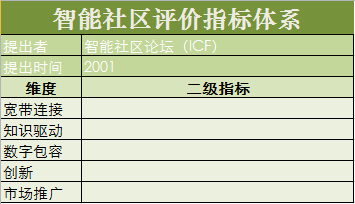 智能社区评价指标体系
提出者 智能社区论坛（ICF）
提出时间 2001
维度 二级指标
宽带连接
知识驱动
数字包容
创新
市场推广